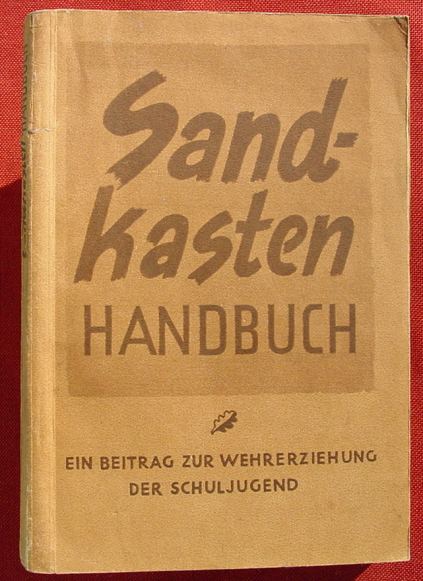 Sand-
kasten
HANDBUCH
EIN BEITRAG ZUR WEHRERZIEHUNG
DER SCHULJUGEND